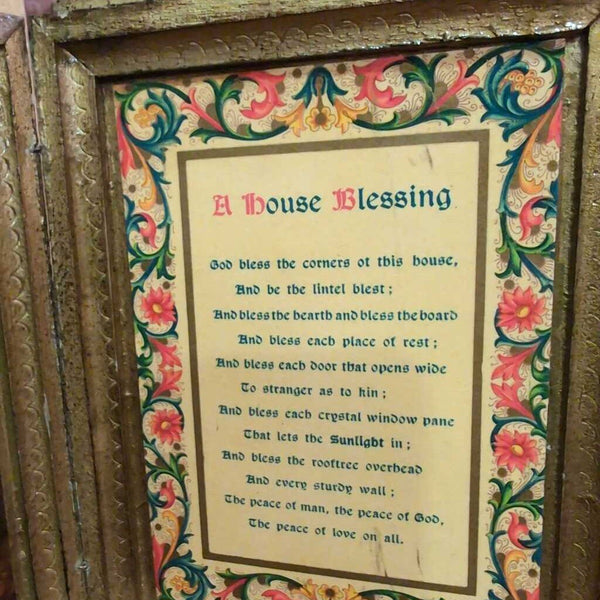 A House Blessing
God bless the corners of this house,
And be the lintel blest;
And bless the hearth and bless the board
And bless each place of rest;
And bless each door that opens wide
To stranger as to kin;
And bless each crystal window pane
That lets the Sunlight in;
And bless the rooftree overhead
And every sturdy wall;
The peace of man, the peace of God,
The peace of love on all.